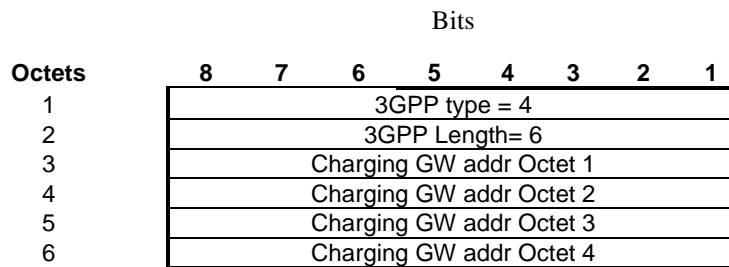 Bits
Octets 8 7 6 5 4 3 2 1
1 3GPP type = 4
2 3GPP Length= 6
3 Charging GW addr Octet 1
4 Charging GW addr Octet 2
5 Charging GW addr Octet 3
6 Charging GW addr Octet 4